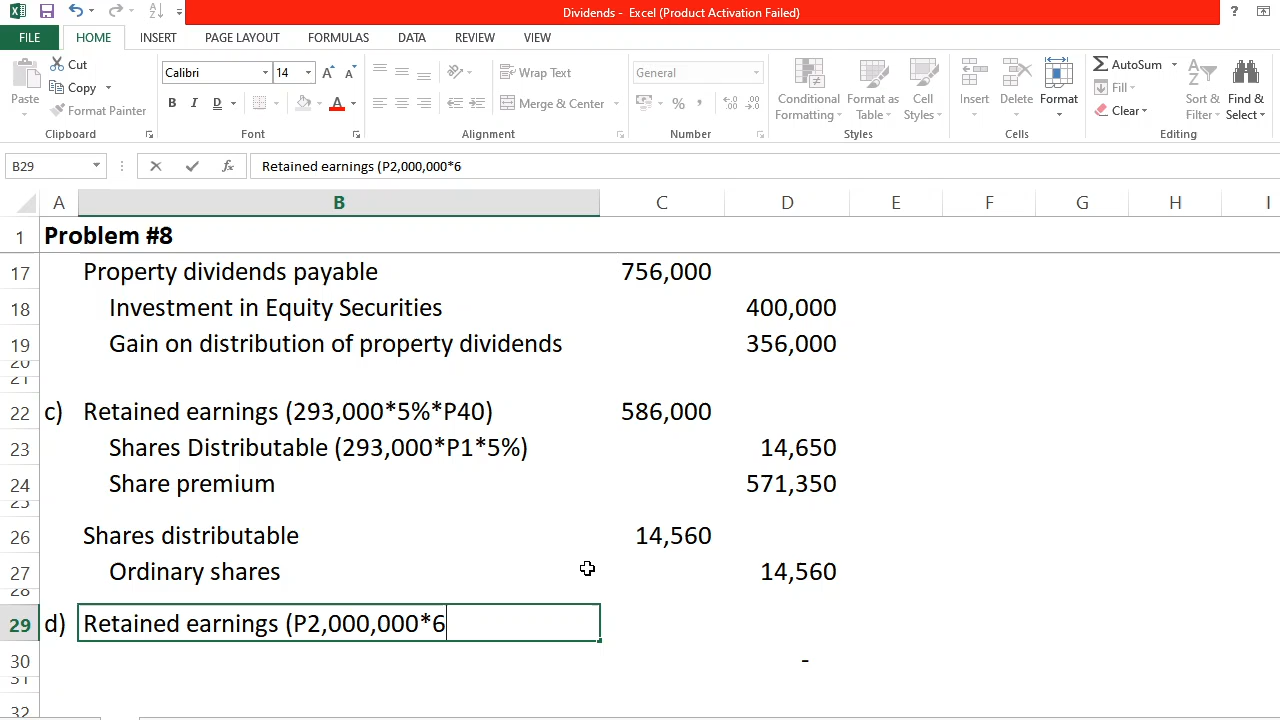 Dividends - Excel (Product Activation Failed)
FILE HOME INSERT PAGE LAYOUT FORMULAS DATA REVIEW VIEW
Paste
Cut
Copy
Format Painter
Clipboard
Calibri 14
B I D
Font
Wrap Text
Merge & Center
Alignment
General
Number
Conditional Formatting
Format as Table
Cell Styles
Styles
Insert Delete Format
Cells
AutoSum
Fill
Clear
Sort & Filter
Find & Select
Editing
B29 fx Retained earnings (P2,000,000*6
A B C D E F G H I
1 Problem #8
17 Property dividends payable 756,000
18 Investment in Equity Securities 400,000
19 Gain on distribution of property dividends 356,000
20
21
22 c) Retained earnings (293,000*5%*P40) 586,000
23 Shares Distributable (293,000*P1*5%) 14,650
24 Share premium 571,350
25
26 Shares distributable 14,560
27 Ordinary shares 14,560
28
29 d) Retained earnings (P2,000,000*6
30 -
31
32